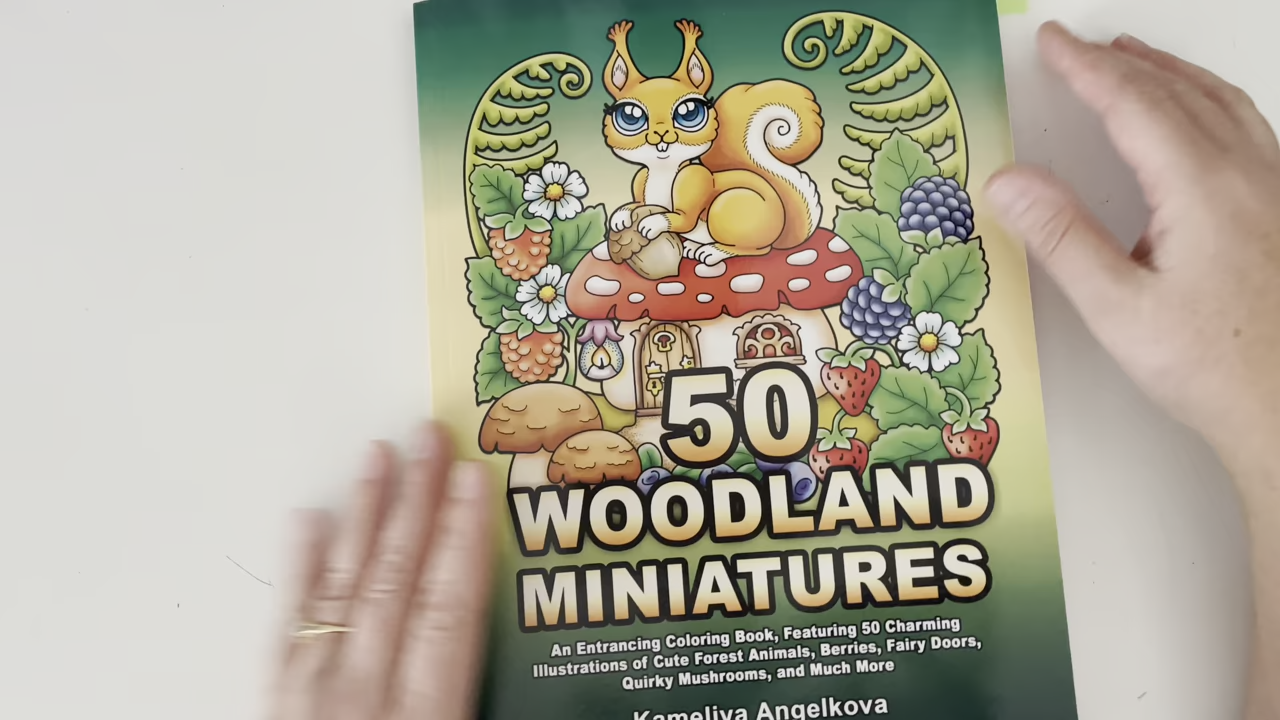 50
WOODLAND
MINIATURES
An Entrancing Coloring Book, Featuring 50 Charming
Illustrations of Cute Forest Animals, Berries, Fairy Doors,
Quirky Mushrooms, and Much More
Kameliya Angelkova